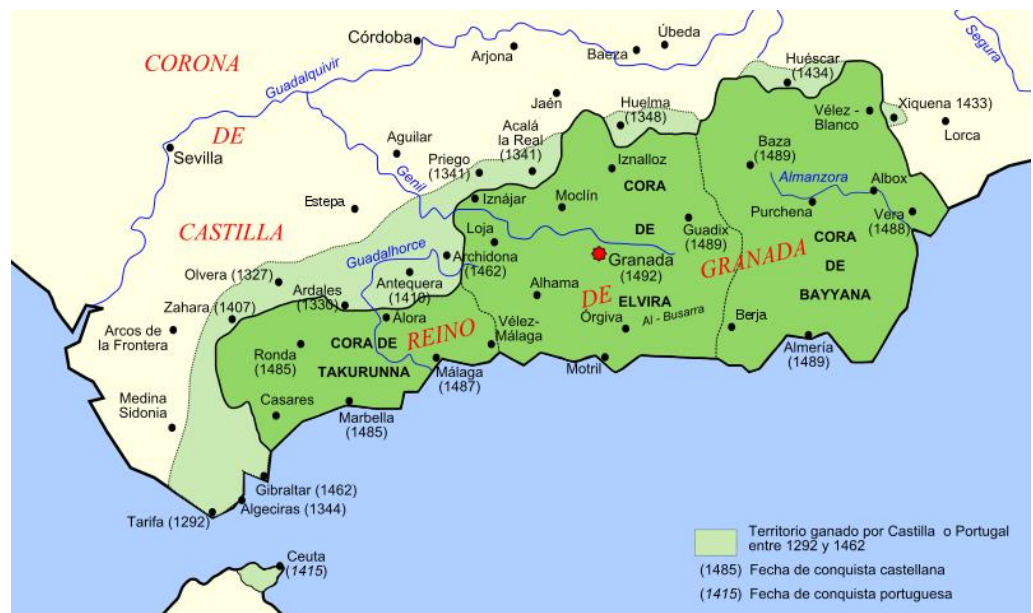 CORONA
DE
CASTILLA
Guadalquivir
Córdoba
Arjona
Baeza
Úbeda
Segura
Huéscar
(1434)
Jaén
Huelma
(1348)
Vélez -
Blanco
Xiquena 1433)
Lorca
Sevilla
Aguilar
Acalá
la Real
(1341)
Priego
(1341)
Genil
Iznalloz
Baza
(1489)
Almanzora
Albox
Estepa
Iznájar
Moclín
CORA
DE
ELVIRA
Guadix
(1489)
Purchena
Vera
(1488)
Loja
Guadalhorce
Archidona
(1462)
Granada
(1492)
REINO
DE
GRANADA
CORA
DE
BAYYANA
Olvera (1327)
Antequera
(1410)
Zahara (1407)
Ardales
(1330)
Alhama
Órgiva
Al - Busarra
Berja
Arcos de
la Frontera
Álora
Vélez-
Málaga
Ronda
(1485)
CORA DE
TAKURUNNA
Málaga
(1487)
Motril
Almería
(1489)
Medina
Sidonia
Casares
Marbella
(1485)
Gibraltar (1462)
Algeciras (1344)
Tarifa (1292)
Ceuta
(1415)
Territorio ganado por Castilla o Portugal
entre 1292 y 1462
(1485) Fecha de conquista castellana
(1415) Fecha de conquista portuguesa